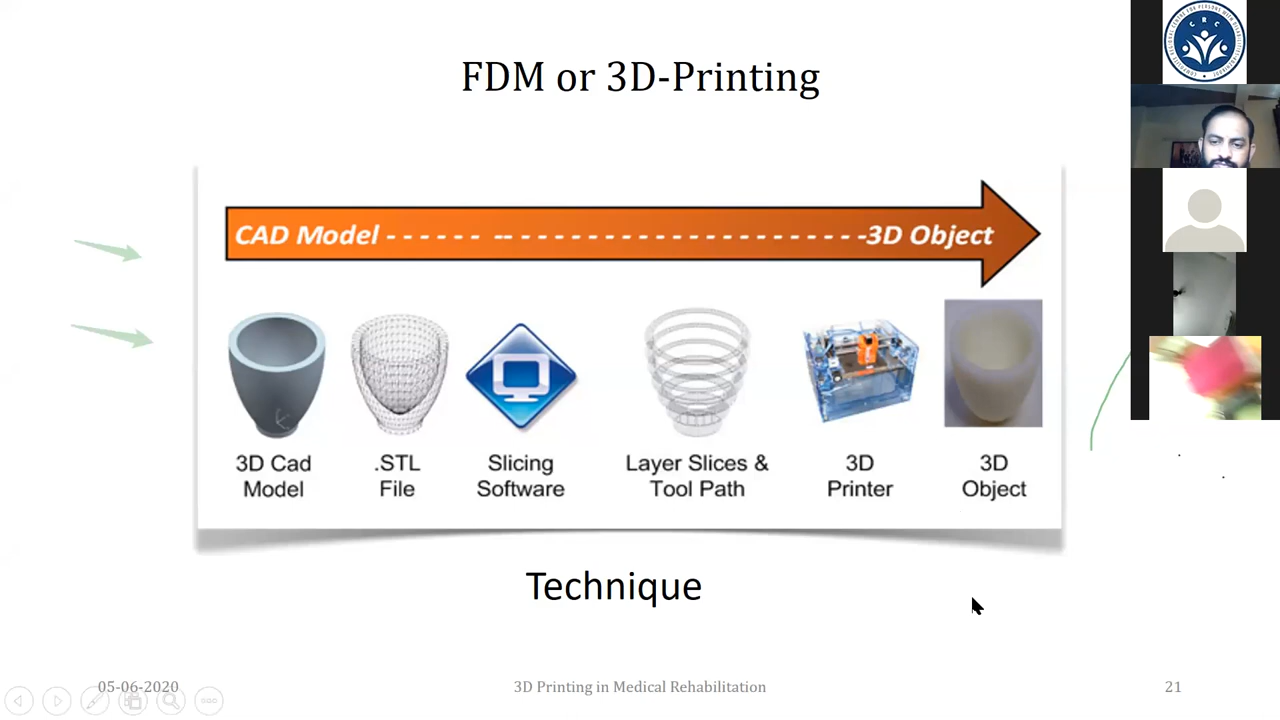 FDM or 3D-Printing
CAD Model - - - - - - -- - - - - - - - - - - - - - - - - - - - - - - - -3D Object
3D Cad
Model
.STL
File
Slicing
Software
Layer Slices &
Tool Path
3D
Printer
3D
Object
Technique
05-06-2020
3D Printing in Medical Rehabilitation
21
CRC